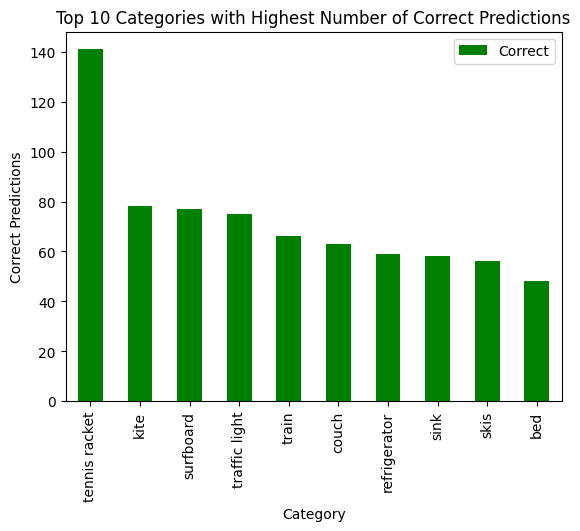 Top 10 Categories with Highest Number of Correct Predictions
Correct
Correct Predictions
140
120
100
80
60
40
20
0
tennis racket
kite
surfboard
traffic light
train
couch
refrigerator
sink
skis
bed
Category